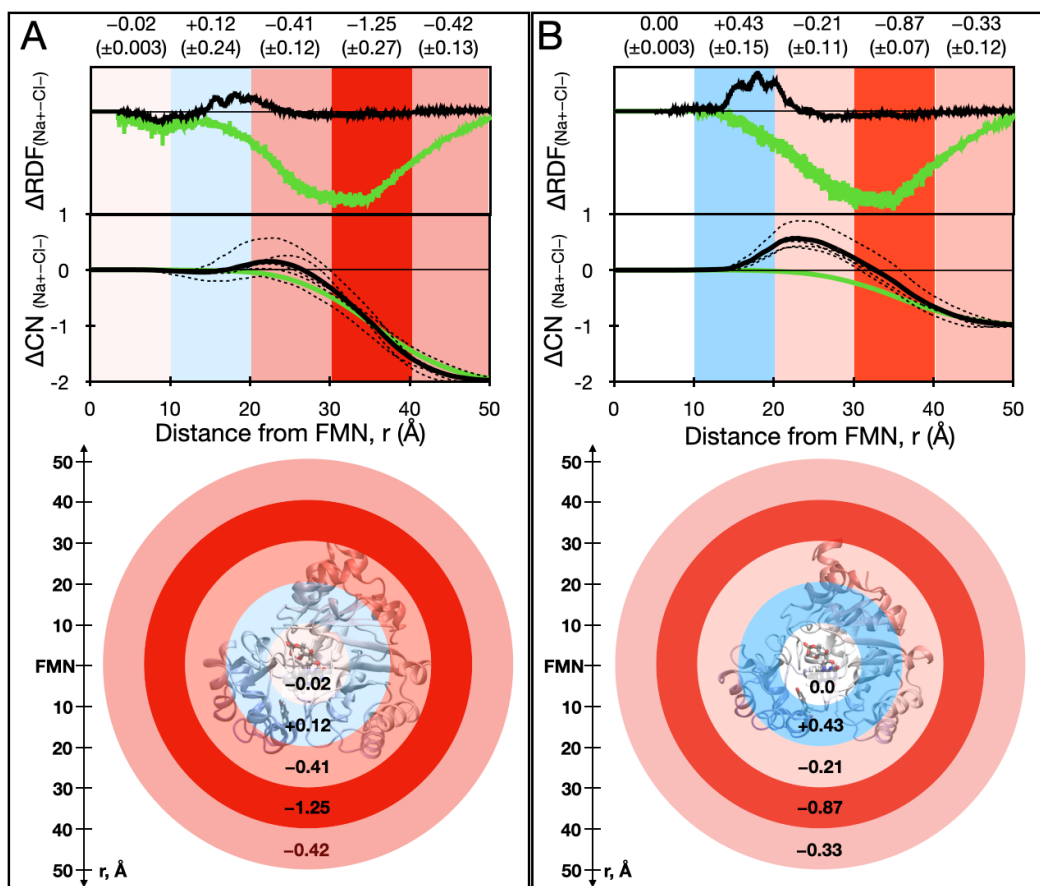 A
−0.02 +0.12 −0.41 −1.25 −0.42
(±0.003) (±0.24) (±0.12) (±0.27) (±0.13)
ΔRDF(Na+−Cl−)
ΔCN (Na+−Cl−)
1
0
-1
-2
0 10 20 30 40 50
Distance from FMN, r (Å)
50
40
30
20
10
FMN
10
20
30
40
50
r, Å
−0.02
+0.12
−0.41
−1.25
−0.42
B
0.00 +0.43 −0.21 −0.87 −0.33
(±0.003) (±0.15) (±0.11) (±0.07) (±0.12)
ΔRDF(Na+−Cl−)
ΔCN (Na+−Cl−)
1
0
-1
-2
0 10 20 30 40 50
Distance from FMN, r (Å)
50
40
30
20
10
FMN
10
20
30
40
50
r, Å
0.0
+0.43
−0.21
−0.87
−0.33